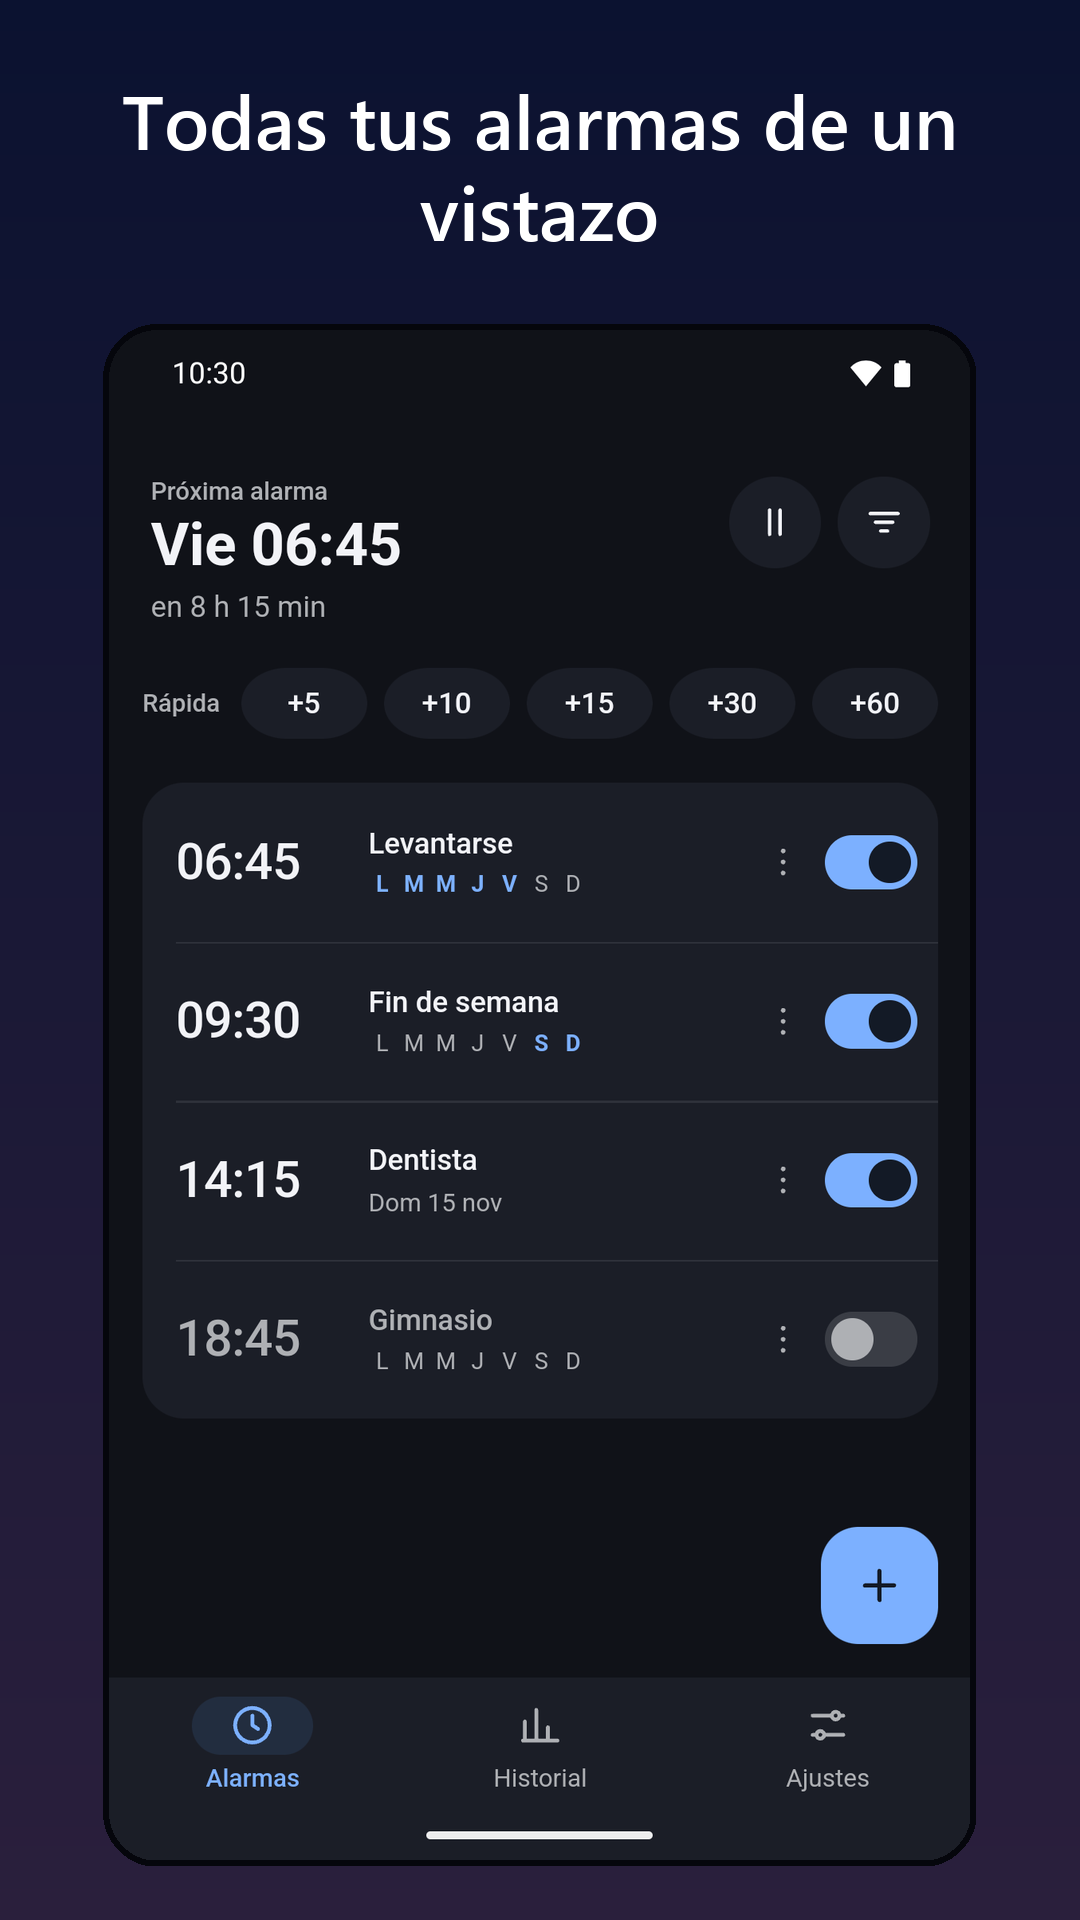 Todas tus alarmas de un
vistazo
10:30
Próxima alarma
Vie 06:45
en 8 h 15 min
Rápida +5 +10 +15 +30 +60
06:45 Levantarse
L M M J V S D
09:30 Fin de semana
L M M J V S D
14:15 Dentista
Dom 15 nov
18:45 Gimnasio
L M M J V S D
Alarmas Historial Ajustes